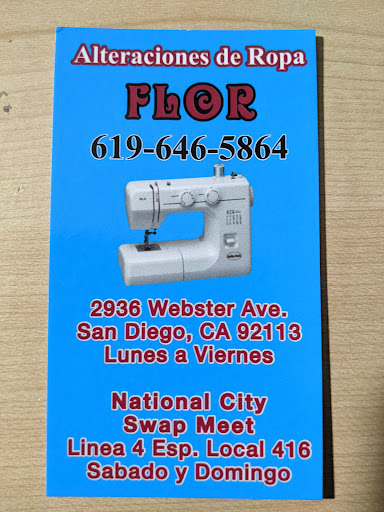 Alteraciones de Ropa
FLOR
619-646-5864
2936 Webster Ave.
San Diego, CA 92113
Lunes a Viernes
National City
Swap Meet
Linea 4 Esp. Local 416
Sabado y Domingo